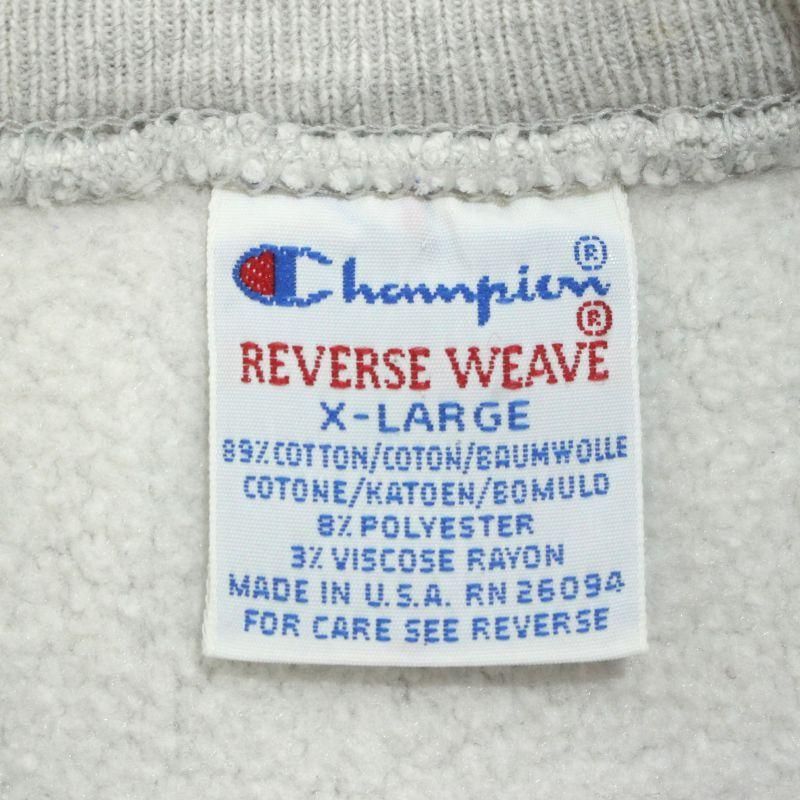 Champion®
REVERSE WEAVE®
X-LARGE
89% COTTON/COTON/BAUMWOLLE
COTONE/KATOEN/BOMULD
8% POLYESTER
3% VISCOSE RAYON
MADE IN U.S.A. RN 26094
FOR CARE SEE REVERSE